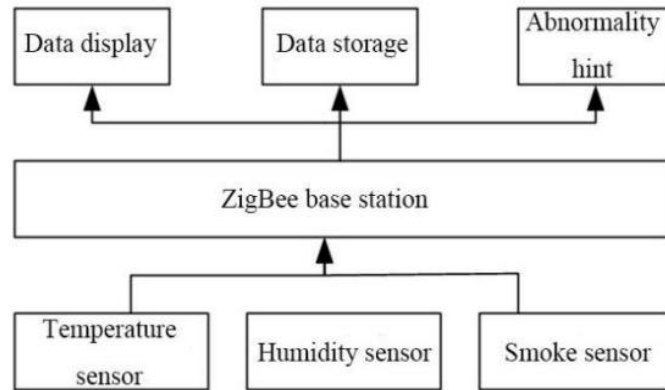 Data display
Data storage
Abnormality
hint
ZigBee base station
Temperature
sensor
Humidity sensor
Smoke sensor